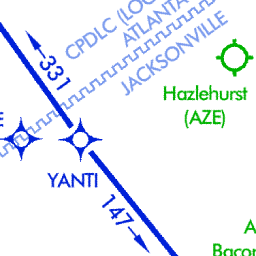 CPDLC (LO
ATLANTA
JACKSONVILLE
331
Hazlehurst
(AZE)
YANTI
147
A
Bacon